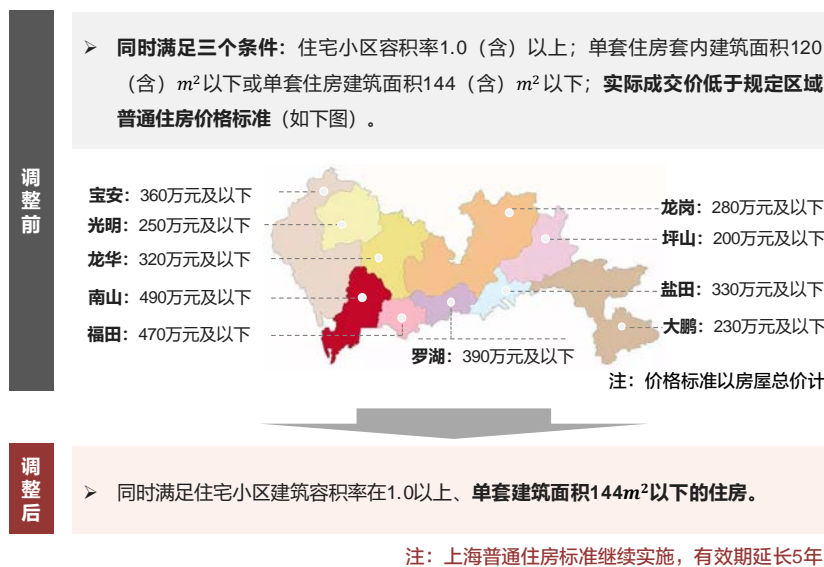 调整前
➢ 同时满足三个条件：住宅小区容积率1.0（含）以上；单套住房套内建筑面积120
（含）m²以下或单套住房建筑面积144（含）m²以下；实际成交价低于规定区域
普通住房价格标准（如下图）。
宝安：360万元及以下
光明：250万元及以下
龙华：320万元及以下
南山：490万元及以下
福田：470万元及以下
罗湖：390万元及以下
龙岗：280万元及以下
坪山：200万元及以下
盐田：330万元及以下
大鹏：230万元及以下
注：价格标准以房屋总价计
调整后
➢ 同时满足住宅小区建筑容积率在1.0以上、单套建筑面积144m²以下的住房。
注：上海普通住房标准继续实施，有效期延长5年